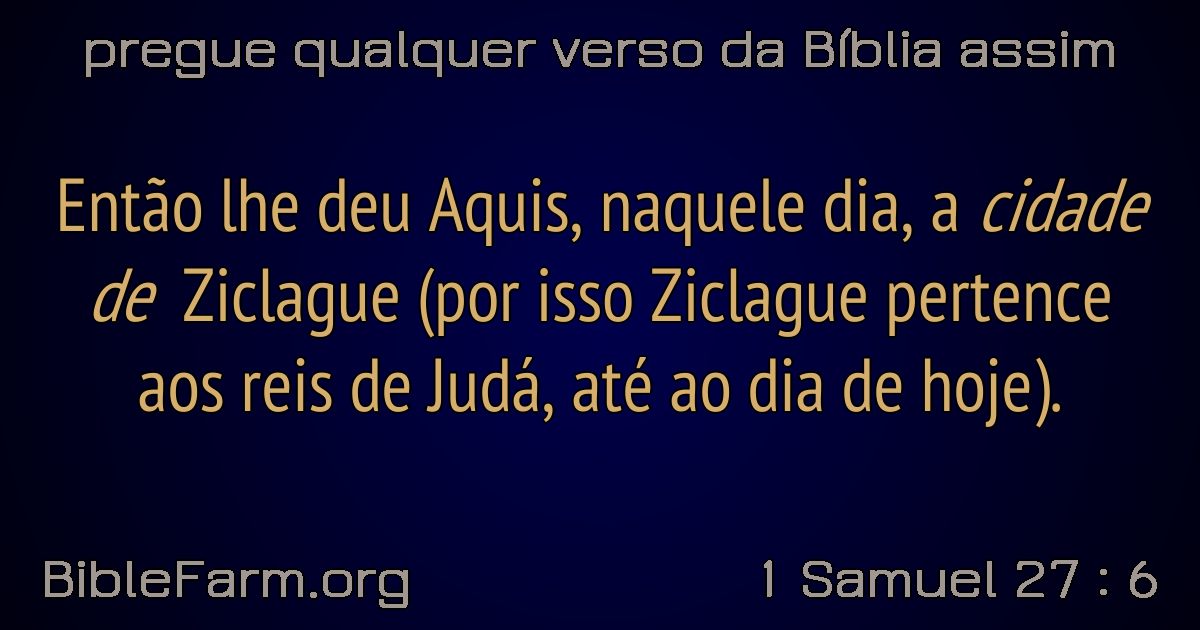 pregue qualquer verso da Bíblia assim
Então lhe deu Aquis, naquele dia, a cidade
de Ziclague (por isso Ziclague pertence
aos reis de Judá, até ao dia de hoje).
BibleFarm.org
1 Samuel 27 : 6